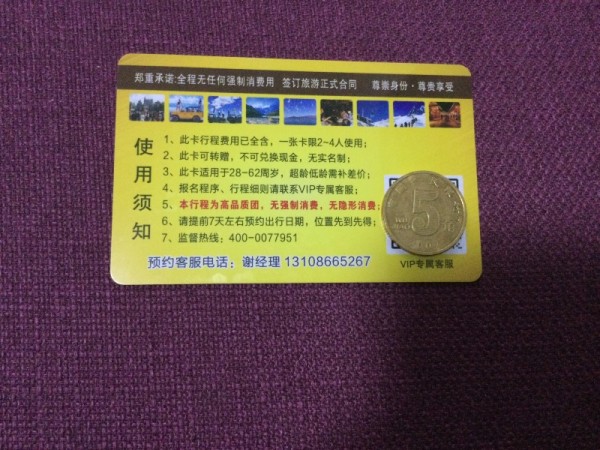 郑重承诺:全程无任何强制消费用 签订旅游正式合同 尊崇身份·尊贵享受
使用须知
1、此卡行程费用已全含,一张卡限2~4人使用;
2、此卡可转赠,不可兑换现金,无实名制;
3、此卡适用于28~62周岁,超龄低龄需补差价;
4、报名程序、行程细则请联系VIP专属客服;
5、本行程为高品质团,无强制消费、无隐形消费;
6、请提前7天左右预约出行日期,位置先到先得;
7、监督热线:400-0077951
预约客服电话:谢经理 13108665267
5
VIP专属客服